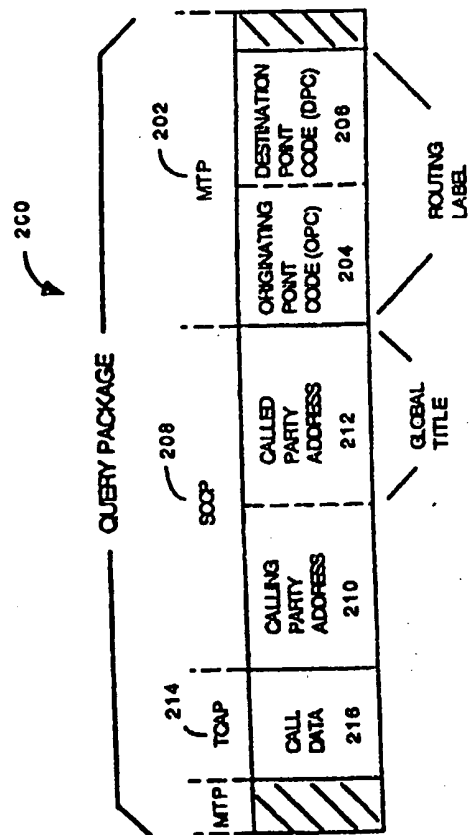 200
QUERY PACKAGE
214
208
202
MTP
TCAP
SCCP
MTP
CALL
DATA
216
CALLING
PARTY
ADDRESS
210
CALLED
PARTY
ADDRESS
212
ORIGINATING
POINT
CODE (OPC)
204
DESTINATION
POINT
CODE (DPC)
206
GLOBAL
TITLE
ROUTING
LABEL